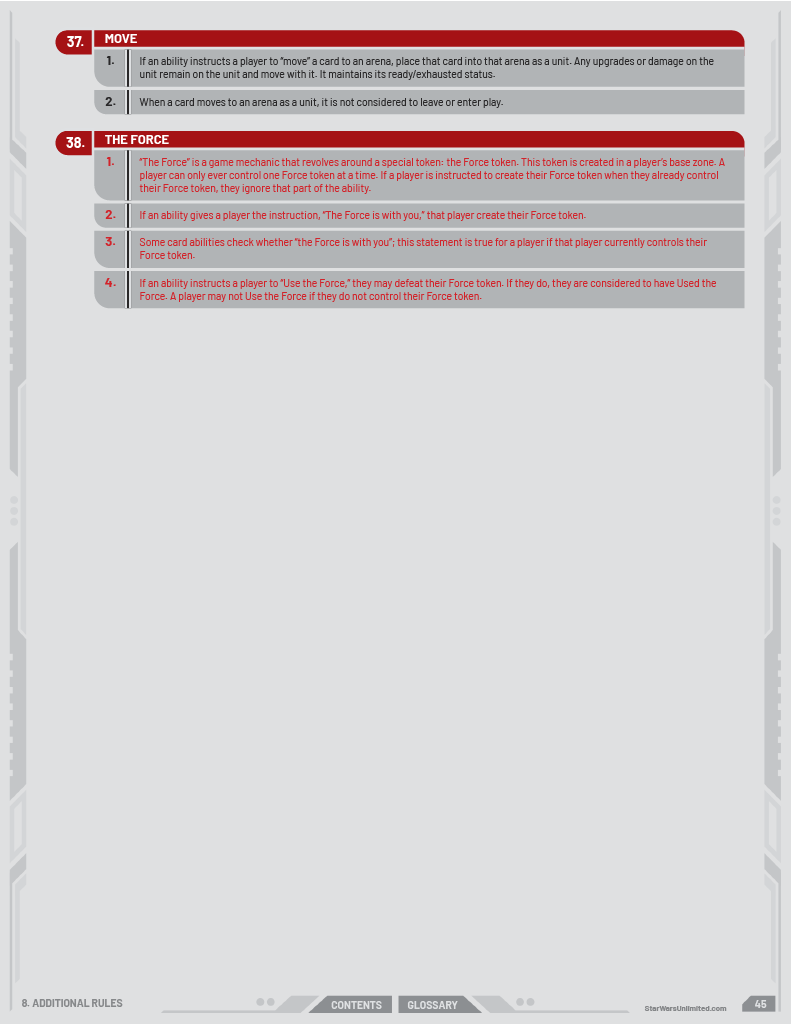 37. MOVE
1. If an ability instructs a player to “move” a card to an arena, place that card into that arena as a unit. Any upgrades or damage on the
unit remain on the unit and move with it. It maintains its ready/exhausted status.
2. When a card moves to an arena as a unit, it is not considered to leave or enter play.
38. THE FORCE
1. “The Force” is a game mechanic that revolves around a special token: the Force token. This token is created in a player’s base zone. A
player can only ever control one Force token at a time. If a player is instructed to create their Force token when they already control
their Force token, they ignore that part of the ability.
2. If an ability gives a player the instruction, “The Force is with you,” that player create their Force token.
3. Some card abilities check whether “the Force is with you”; this statement is true for a player if that player currently controls their
Force token.
4. If an ability instructs a player to “Use the Force,” they may defeat their Force token. If they do, they are considered to have Used the
Force. A player may not Use the Force if they do not control their Force token.
8. ADDITIONAL RULES
CONTENTS
GLOSSARY
StarWarsUnlimited.com
45